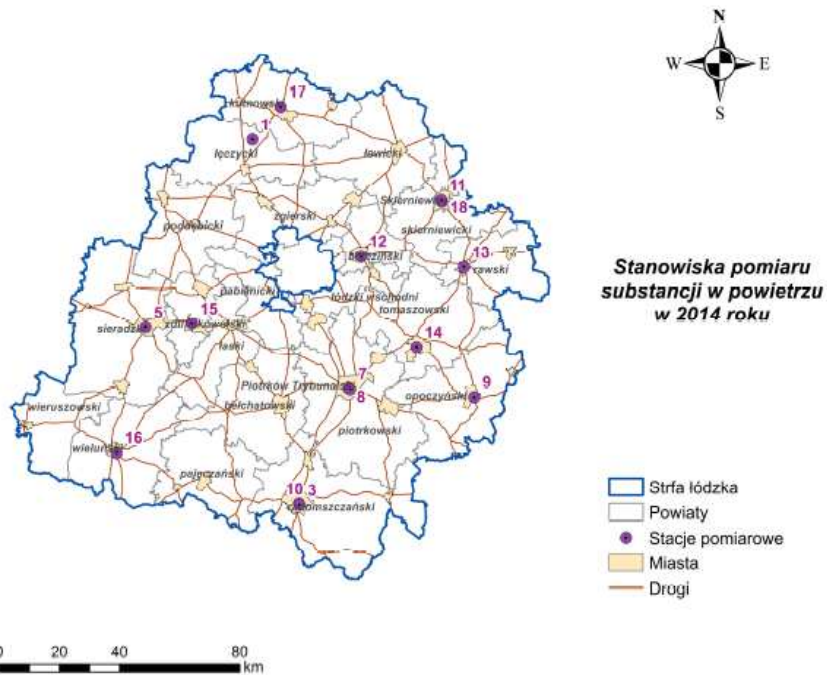 N
W E
S
17
kutnowski
1
łęczycki
łowicki
11
Skierniewice
18
zgierski
skierniewicki
poddębicki
12
brzeziński
13
rawski
Stanowiska pomiaru
substancji w powietrzu
w 2014 roku
pabianicki
łódzki wschodni
tomaszowski
5
15
sieradzki
zduńskowolski
14
łaski
7
Piotrków Trybunalski
8
9
opoczyński
wieruszowski
bełchatowski
piotrkowski
16
wieluński
pajęczański
10 3
radomszczański
Strfa łódzka
Powiaty
Stacje pomiarowe
Miasta
Drogi
0 20 40 80
km